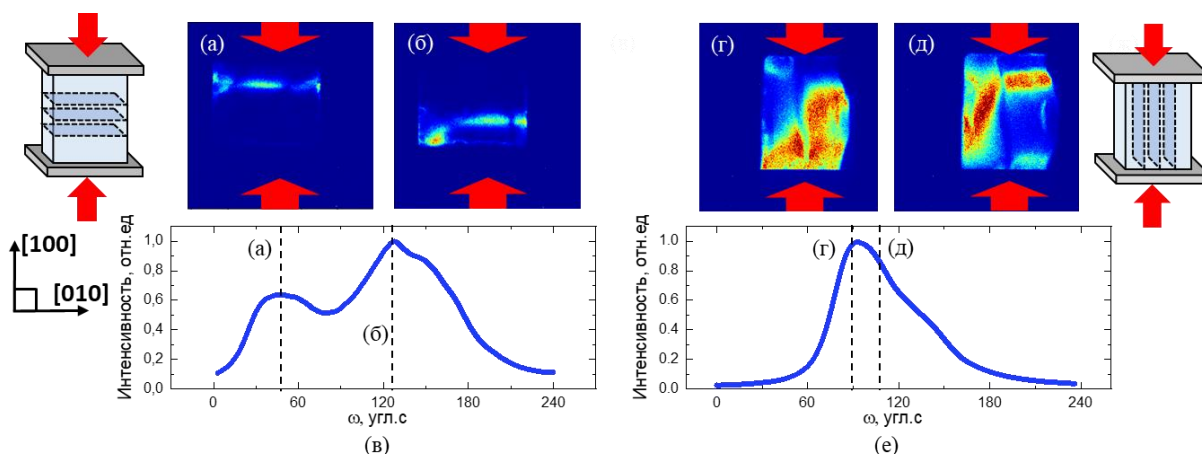 (а)
(б)
(г)
(д)
[100]
[010]
Интенсивность, отн.ед
1,0
0,8
0,6
0,4
0,2
0,0
(а)
(б)
0
60
120
180
240
ω, угл.с
(в)
Интенсивность, отн.ед
1,0
0,8
0,6
0,4
0,2
0,0
(г)
(д)
0
60
120
180
240
ω, угл.с
(е)